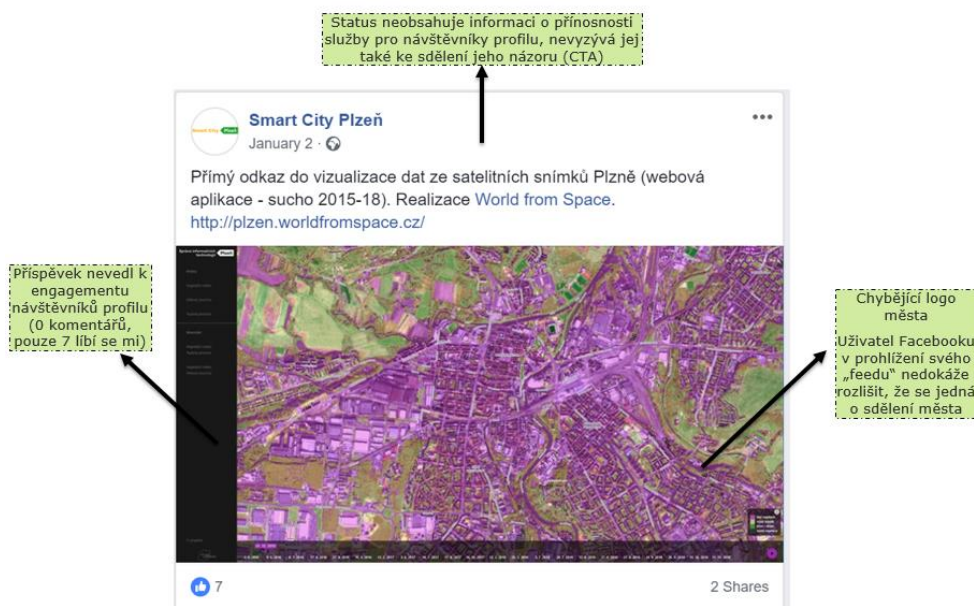 Status neobsahuje informaci o přínosnosti
služby pro návštěvníky profilu, nevyzývá jej
také ke sdělení jeho názoru (CTA)
Smart City Plzeň
January 2
Přímý odkaz do vizualizace dat ze satelitních snímků Plzně (webová
aplikace - sucho 2015-18). Realizace World from Space.
http://plzen.worldfromspace.cz/
Příspěvek nevedl k
engagementu
návštěvníků profilu
(0 komentářů,
pouze 7 líbí se mi)
Chybějící logo
města
Uživatel Facebooku
v prohlížení svého
„feedu“ nedokáže
rozlišit, že se jedná
o sdělení města
7
2 Shares